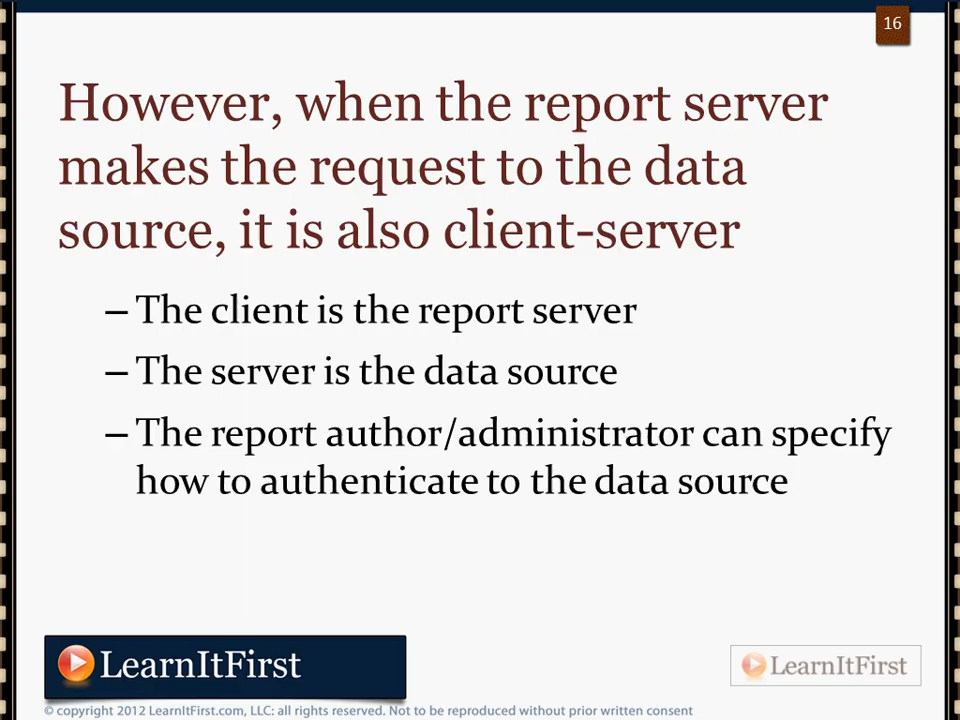 16
However, when the report server
makes the request to the data
source, it is also client-server
– The client is the report server
– The server is the data source
– The report author/administrator can specify
how to authenticate to the data source
LearnItFirst
LearnItFirst
© copyright 2012 LearnItFirst.com, LLC: all rights reserved. Not to be reproduced without prior written consent